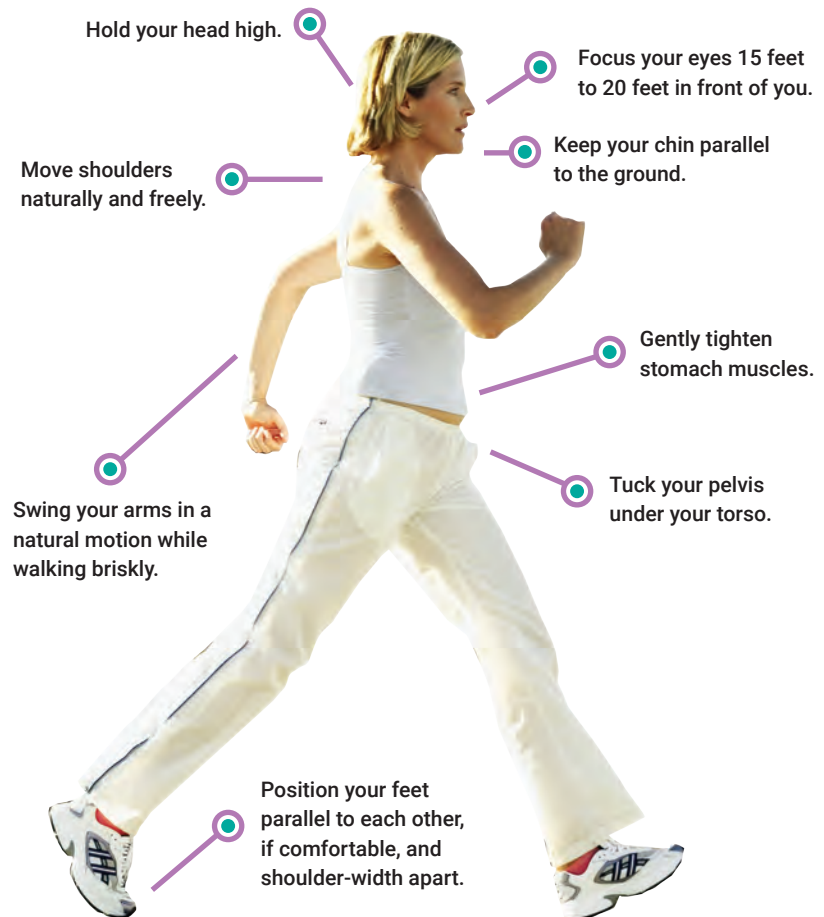 Hold your head high.
Focus your eyes 15 feet
to 20 feet in front of you.
Keep your chin parallel
to the ground.
Move shoulders
naturally and freely.
Gently tighten
stomach muscles.
Tuck your pelvis
under your torso.
Swing your arms in a
natural motion while
walking briskly.
Position your feet
parallel to each other,
if comfortable, and
shoulder-width apart.